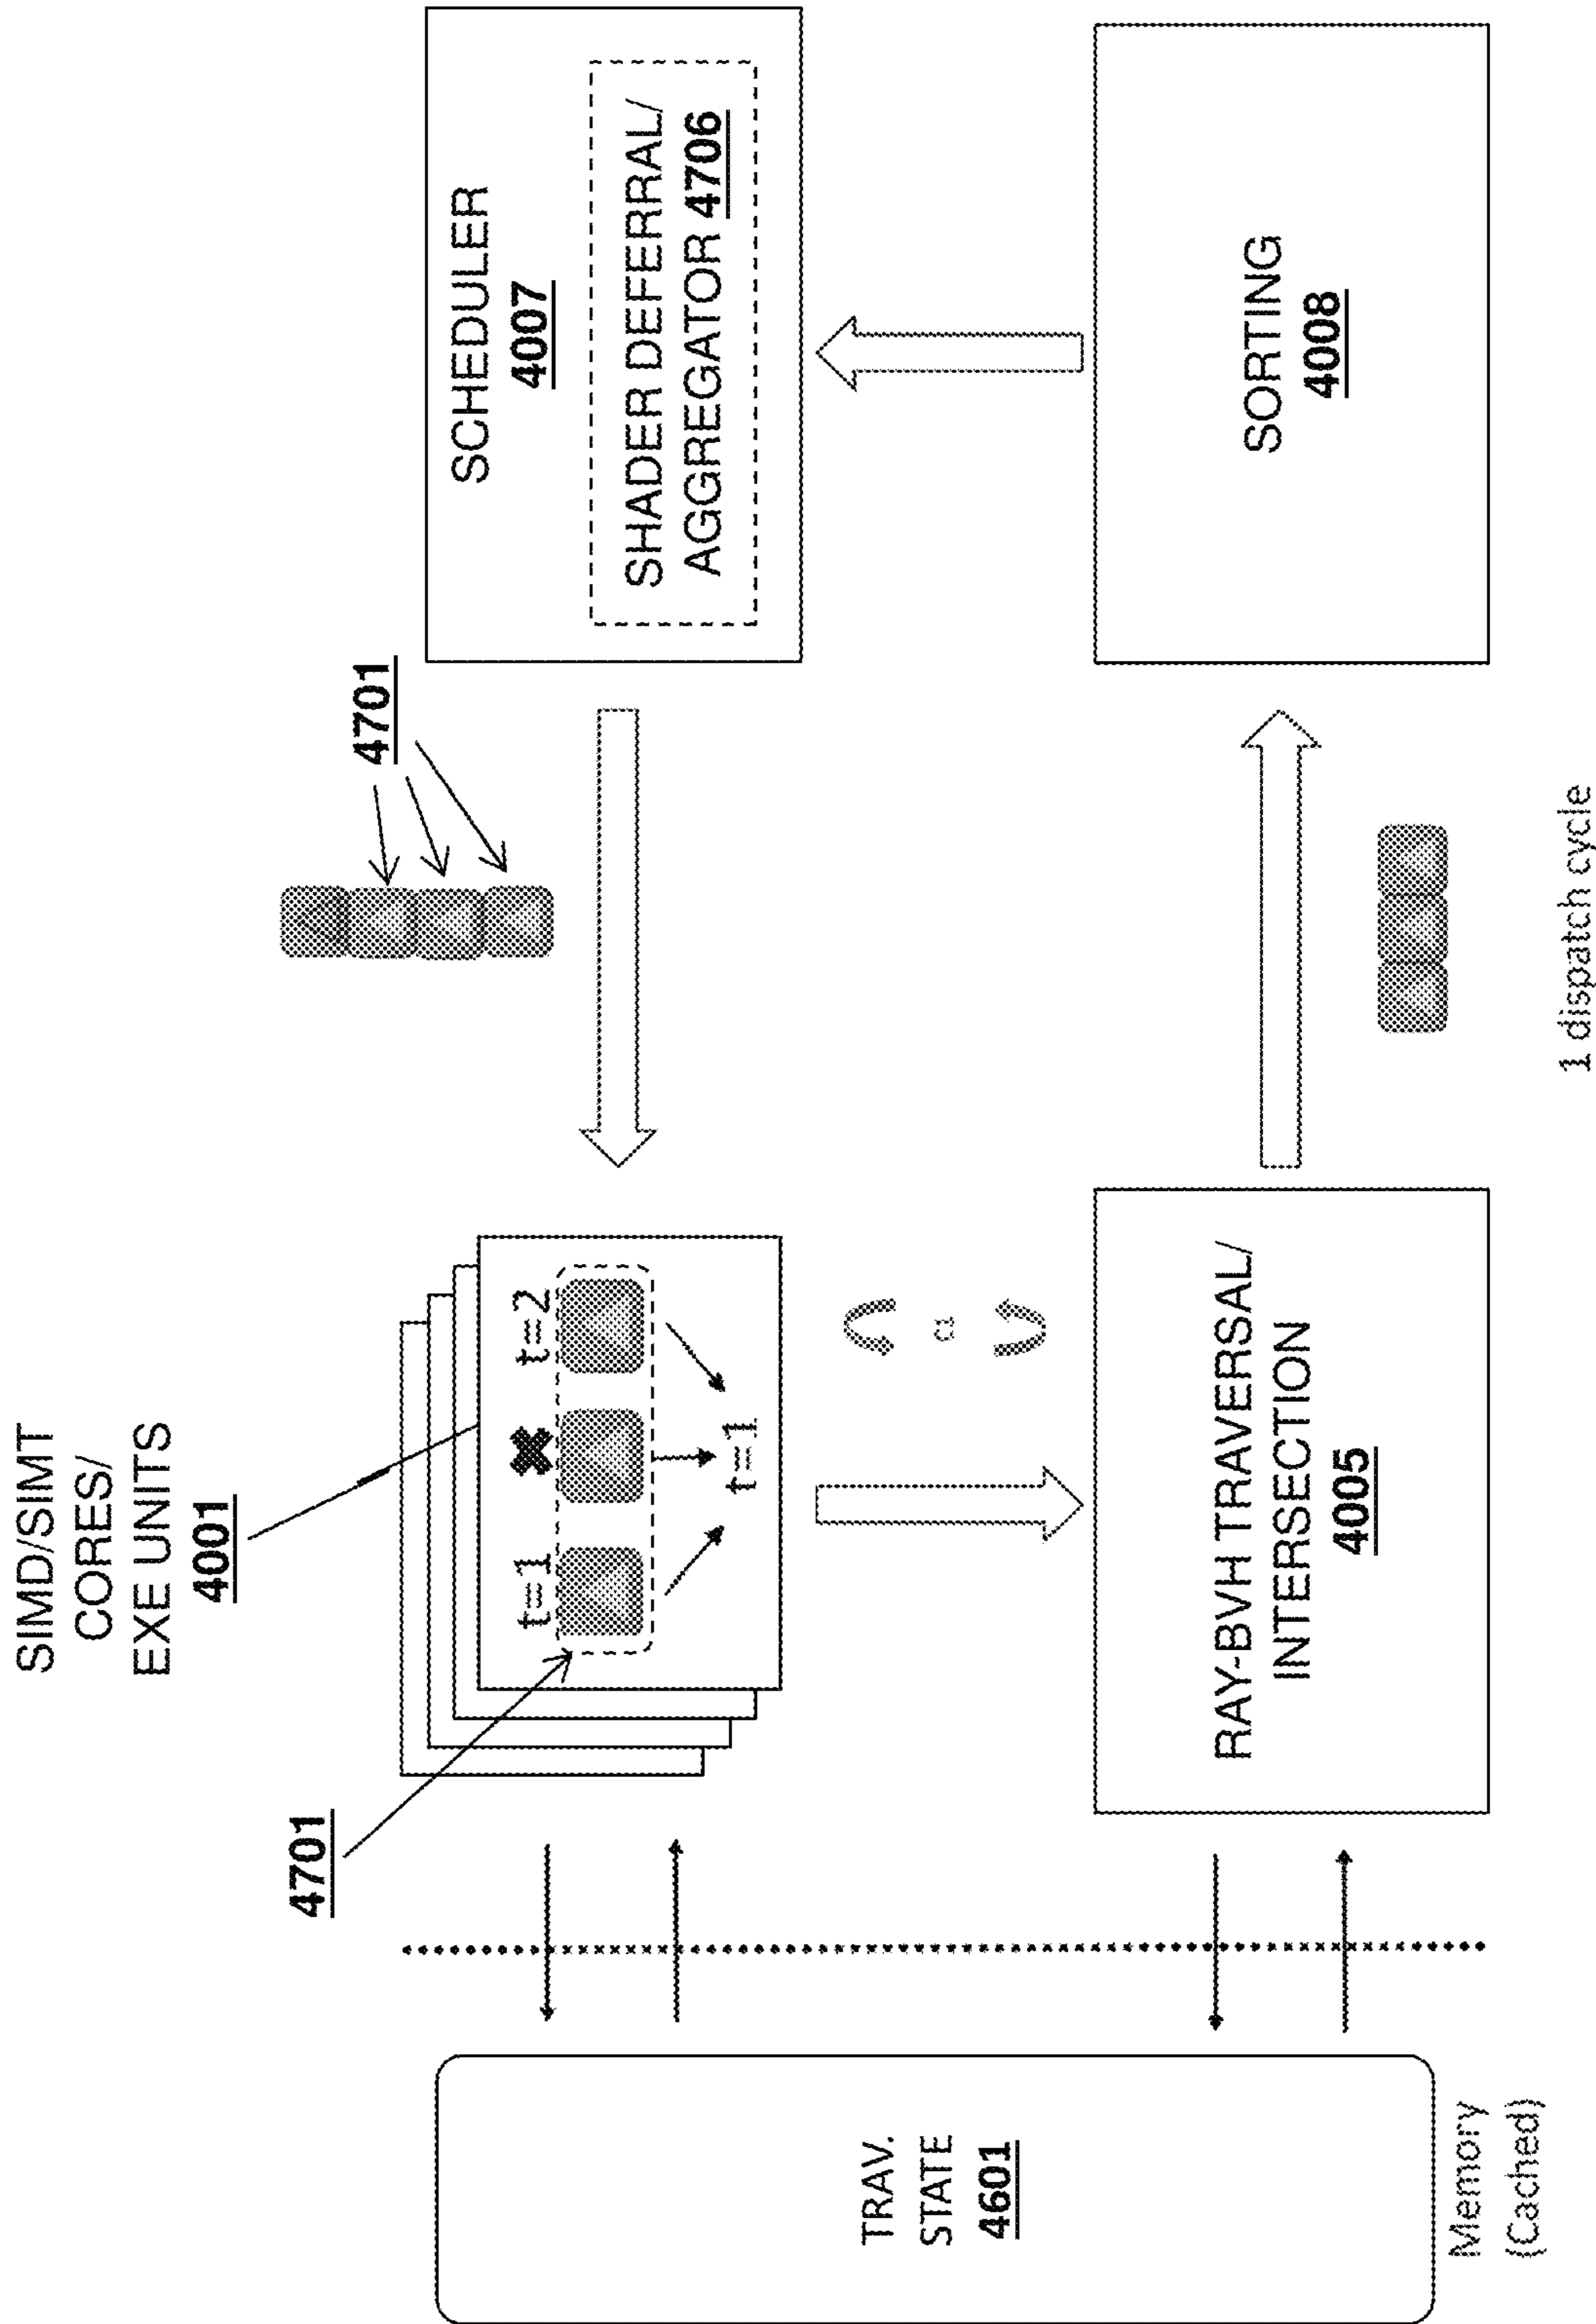 SIMD/SIMT
CORES/
EXE UNITS
4001
4701
4701
t=1
t=2
t=1
SCHEDULER
4007
SHADER DEFERRAL/
AGGREGATOR 4706
TRAV.
STATE
4601
Memory
(Cached)
RAY-BVH TRAVERSAL/
INTERSECTION
4005
SORTING
4008
1 dispatch cycle